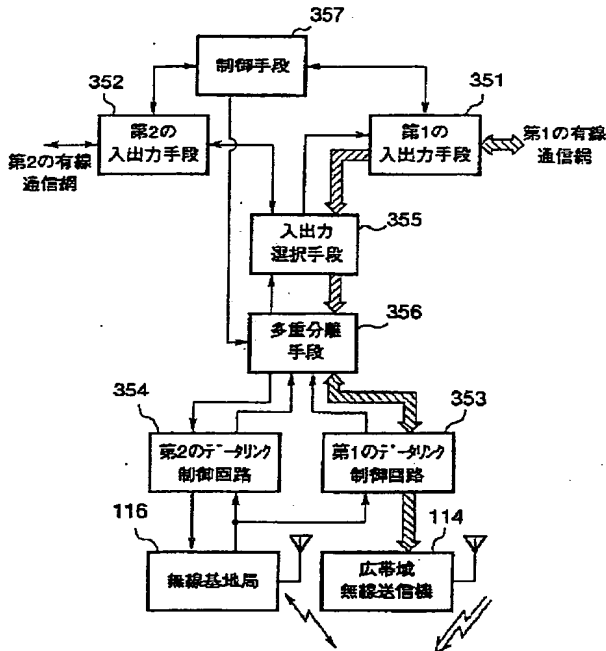 357
制御手段
352
351
第2の
入出力手段
第1の
入出力手段
第2の有線
通信網
第1の有線
通信網
355
入出力
選択手段
356
多重分離
手段
354
353
第2のデータリンク
制御回路
第1のデータリンク
制御回路
116
114
無線基地局
広帯域
無線送信機